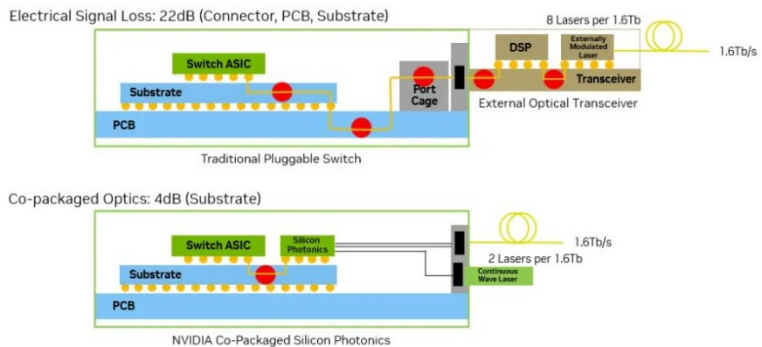 Electrical Signal Loss: 22dB (Connector, PCB, Substrate)
8 Lasers per 1.6Tb
Switch ASIC
Substrate
PCB
Port
Cage
DSP
Externally
Modulated
Laser
Transceiver
1.6Tb/s
External Optical Transceiver
Traditional Pluggable Switch
Co-packaged Optics: 4dB (Substrate)
Switch ASIC
Silicon
Photonics
Substrate
PCB
1.6Tb/s
2 Lasers per 1.6Tb
Continuous
Wave Laser
NVIDIA Co-Packaged Silicon Photonics